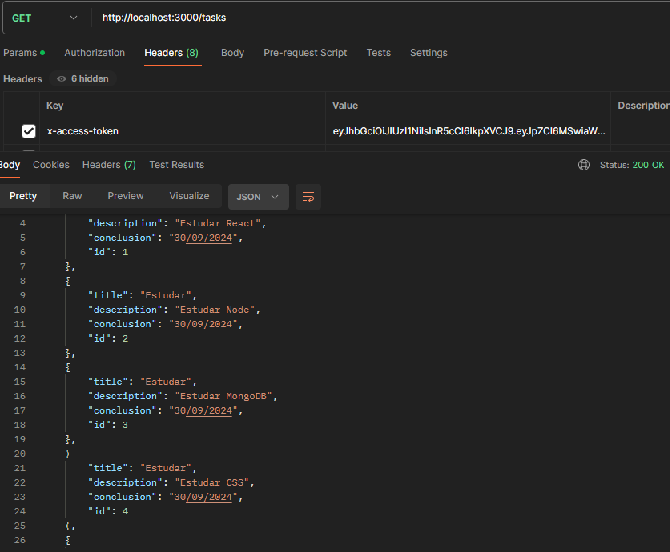 GET http://localhost:3000/tasks
Params Authorization Headers (8) Body Pre-request Script Tests Settings
Headers 6 hidden
Key Value Description
x-access-token
Body Cookies Headers (7) Test Results Status: 200 OK
Pretty Raw Preview Visualize JSON
4 "description": "Estudar React",
5 "conclusion": "30/09/2024",
6 "id": 1
7 },
8 {
9 "title": "Estudar",
10 "description": "Estudar Node",
11 "conclusion": "30/09/2024",
12 "id": 2
13 },
14 {
15 "title": "Estudar",
16 "description": "Estudar MongoDB",
17 "conclusion": "30/09/2024",
18 "id": 3
19 },
20 }
21 "title": "Estudar",
22 "description": "Estudar CSS",
23 "conclusion": "30/09/2024",
24 "id": 4
25 {,
26 {